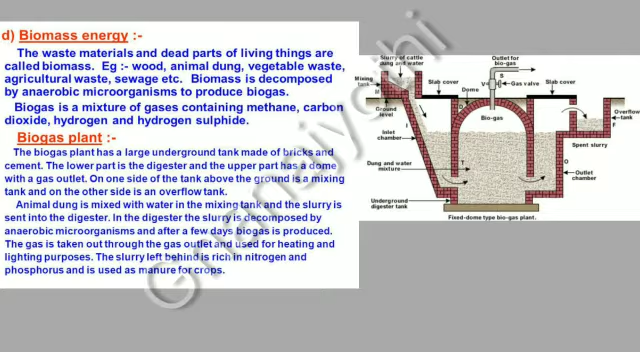 d) Biomass energy :-
The waste materials and dead parts of living things are
called biomass. Eg :- wood, animal dung, vegetable waste,
agricultural waste, sewage etc. Biomass is decomposed
by anaerobic microorganisms to produce biogas.
Biogas is a mixture of gases containing methane, carbon
dioxide, hydrogen and hydrogen sulphide.
Biogas plant :-
The biogas plant has a large underground tank made of bricks and
cement. The lower part is the digester and the upper part has a dome
with a gas outlet. On one side of the tank above the ground is a mixing
tank and on the other side is an overflow tank.
Animal dung is mixed with water in the mixing tank and the slurry is
sent into the digester. In the digester the slurry is decomposed by
anaerobic microorganisms and after a few days biogas is produced.
The gas is taken out through the gas outlet and used for heating and
lighting purposes. The slurry left behind is rich in nitrogen and
phosphorus and is used as manure for crops.
Slurry of cattle
dung and water
Outlet for
bio-gas
Mixing
tank
M
Slab cover
Dome
S
V
Gas valve
Slab cover
Overflow
tank
F
Ground
level
Bio-gas
I
Inlet
chamber
Spent slurry
Dung and water
mixture
T
O
Outlet
chamber
Underground
digester tank
Fixed-dome type bio-gas plant.